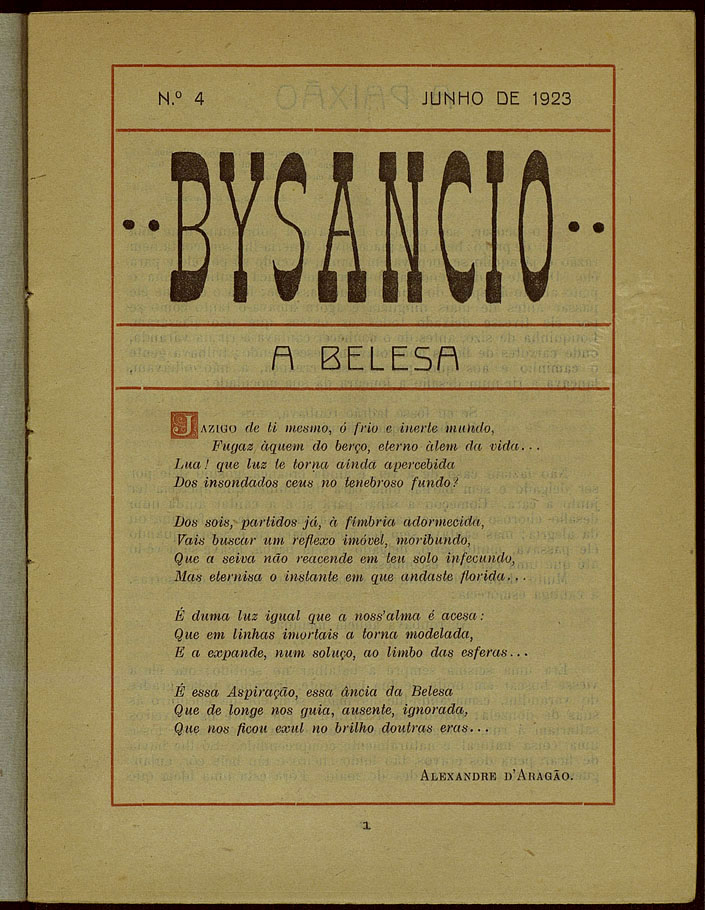 N.º 4 JUNHO DE 1923
··BYSANCIO··
A BELESA
JAZIGO de ti mesmo, ó frio e inerte mundo,
Fugaz àquem do berço, eterno àlem da vida...
Lua! que luz te torna ainda apercebida
Dos insondados ceus no tenebroso fundo?
Dos sois, partidos já, à fímbria adormecida,
Vais buscar um reflexo imóvel, moribundo,
Que a seiva não reacende em teu solo infecundo,
Mas eternisa o instante em que andaste florida...
É duma luz igual que a noss'alma é acesa:
Que em linhas imortais a torna modelada,
E a expande, num soluço, ao limbo das esferas...
É essa Aspiração, essa ância da Belesa
Que de longe nos guia, ausente, ignorada,
Que nos ficou exul no brilho doutras eras...
ALEXANDRE D'ARAGÃO.
1